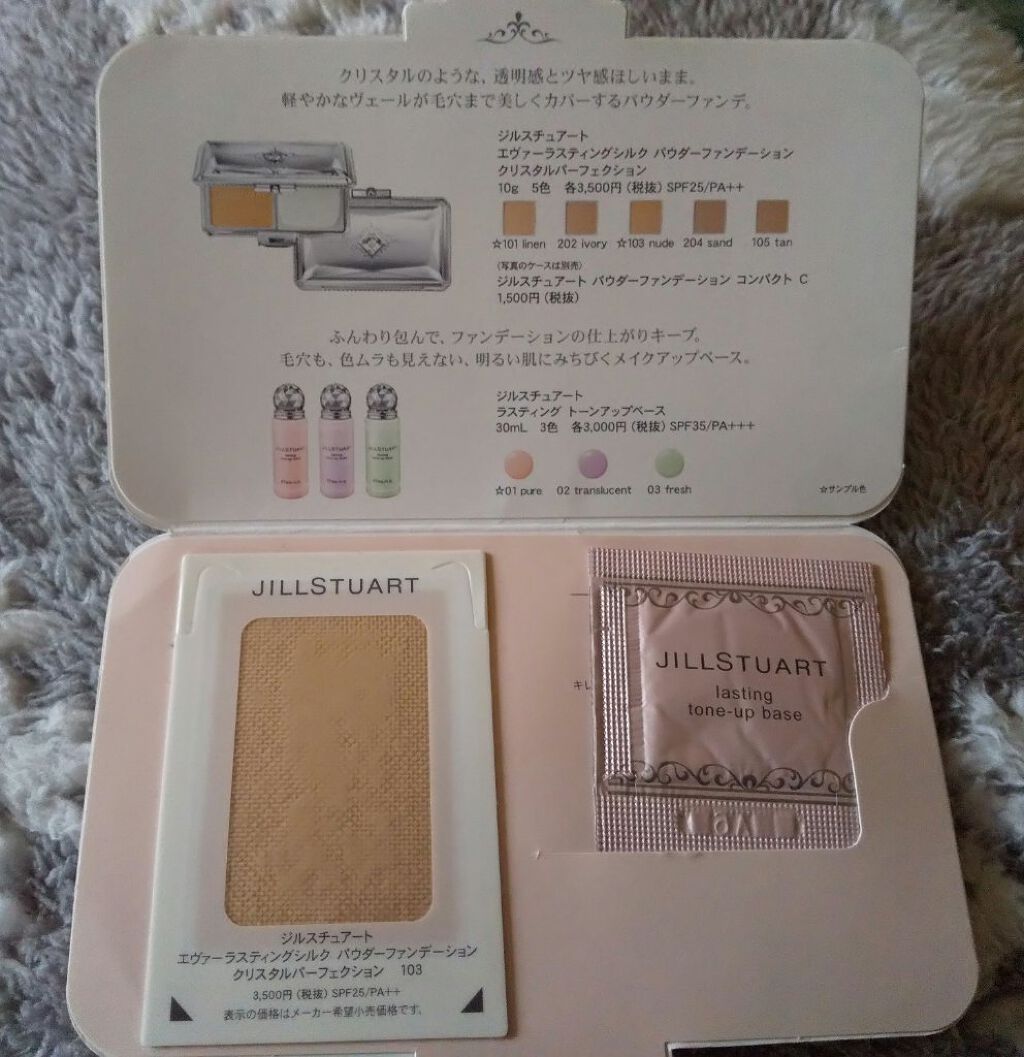 クリスタルのような、透明感とツヤ感ほしいまま。
軽やかなヴェールが毛穴まで美しくカバーするパウダーファンデ。
ジルスチュアート
エヴァーラスティングシルク パウダーファンデーション
クリスタルパーフェクション
10g 5色 各3,500円(税抜) SPF25/PA++
☆101 linen 202 ivory ☆103 nude 204 sand 105 tan
(写真のケースは別売)
ジルスチュアート パウダーファンデーション コンパクト C
1,500円(税抜)
ふんわり包んで、ファンデーションの仕上がりキープ。
毛穴も、色ムラも見えない、明るい肌にみちびくメイクアップベース。
ジルスチュアート
ラスティング トーンアップベース
30mL 3色 各3,000円(税抜) SPF35/PA+++
☆01 pure 02 translucent 03 fresh
☆サンプル色
JILLSTUART
ジルスチュアート
エヴァーラスティングシルク パウダーファンデーション
クリスタルパーフェクション 103
3,500円(税抜) SPF25/PA++
表示の価格はメーカー希望小売価格です。
キレ
JILLSTUART
lasting
tone-up base